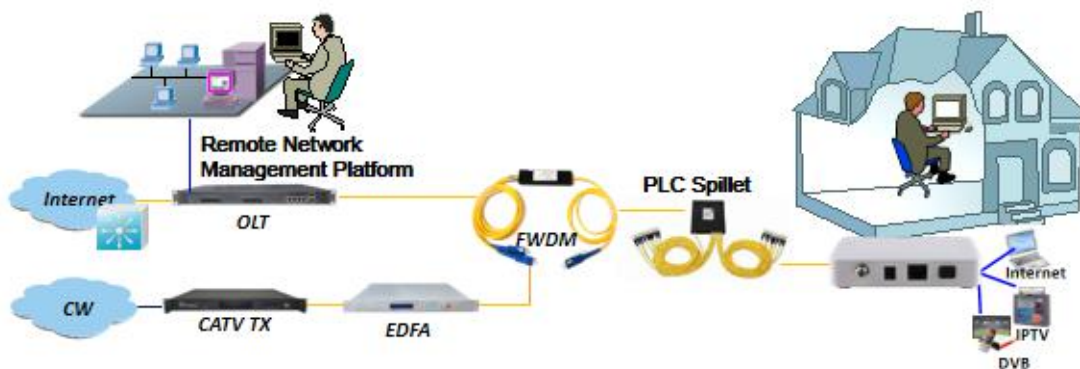 Remote Network
Management Platform
Internet
OLT
FWDM
PLC Spillet
CW
CATV TX
EDFA
Internet
IPTV
DVB